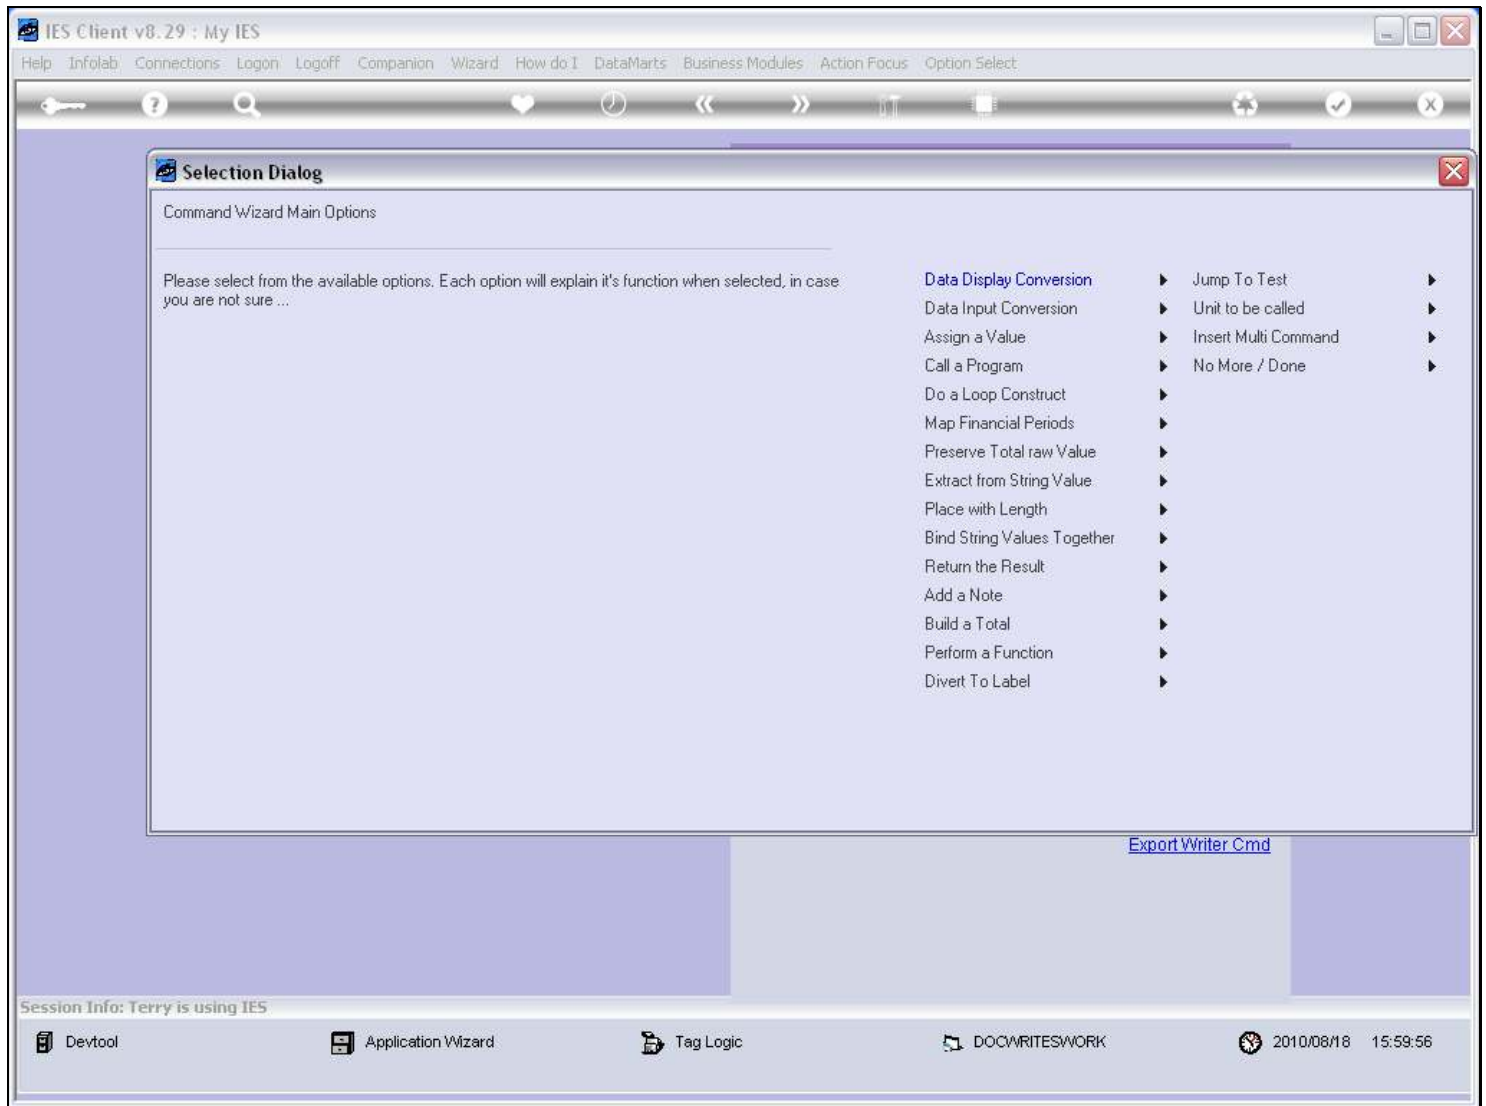 IES Client v8.29 : My IES
Help Infolab Connections Logon Logoff Companion Wizard How do I DataMarts Business Modules Action Focus Option Select
Selection Dialog
Command Wizard Main Options
Please select from the available options. Each option will explain it's function when selected, in case
you are not sure ...
Data Display Conversion
Data Input Conversion
Assign a Value
Call a Program
Do a Loop Construct
Map Financial Periods
Preserve Total raw Value
Extract from String Value
Place with Length
Bind String Values Together
Return the Result
Add a Note
Build a Total
Perform a Function
Divert To Label
Jump To Test
Unit to be called
Insert Multi Command
No More / Done
Export Writer Cmd
Session Info: Terry is using IES
Devtool Application Wizard Tag Logic DOCWRITESWORK 2010/08/18 15:59:56